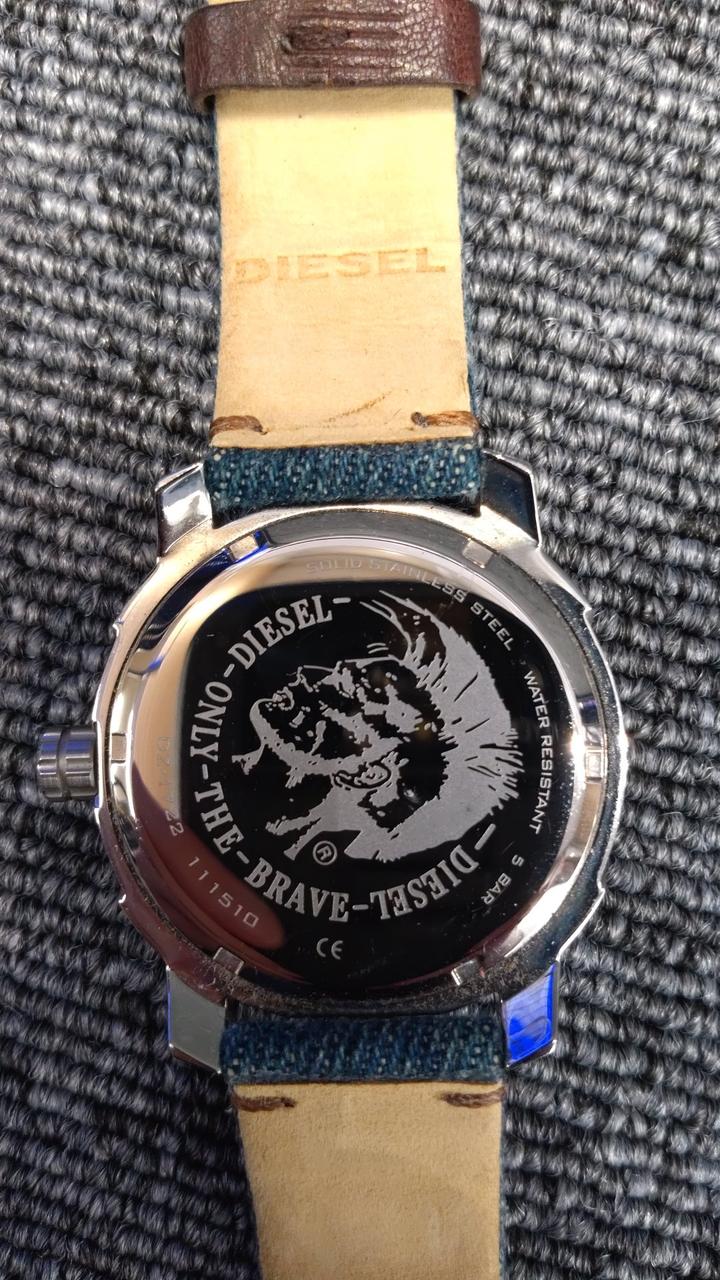 DIESEL
SOLID STAINLESS STEEL
WATER RESISTANT
5 BAR
DIESEL-ONLY-THE-BRAVE-DIESEL
®
111510
CE